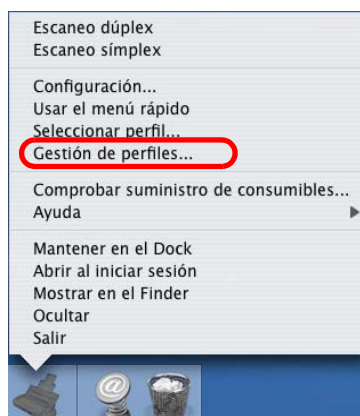 Escaneo dúplex
Escaneo símplex
Configuración...
Usar el menú rápido
Seleccionar perfil...
Gestión de perfiles...
Comprobar suministro de consumibles...
Ayuda
Mantener en el Dock
Abrir al iniciar sesión
Mostrar en el Finder
Ocultar
Salir
@